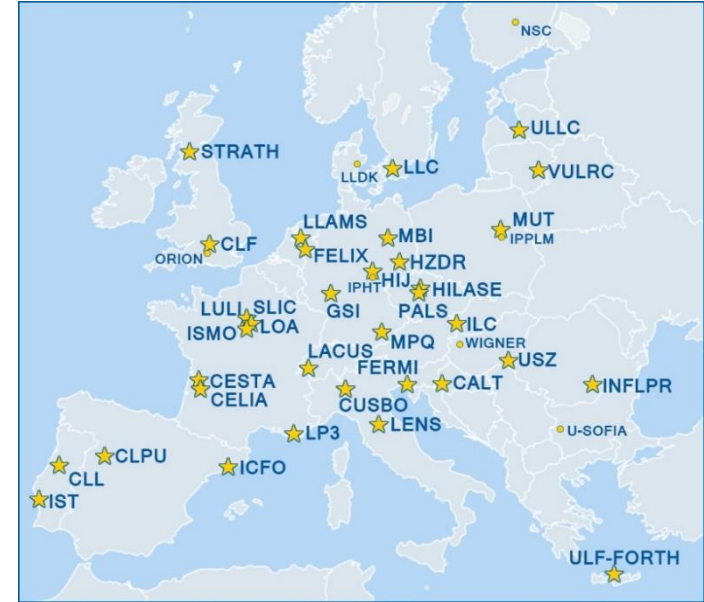 NSC
ULLC
STRATH
LLC
LLDK
VULRC
LLAMS
MBI
MUT
IPPLM
CLF
ORION
FELIX
HZDR
HIJ
IPHT
HILASE
GSI
PALS
LULI SLIC
ISMO LOA
ILC
MPQ
WIGNER
LACUS
FERMI
USZ
CESTA
CELIA
CUSBO
CALT
INFLPR
LP3
LENS
U-SOFIA
CLPU
ICFO
CLL
IST
ULF-FORTH